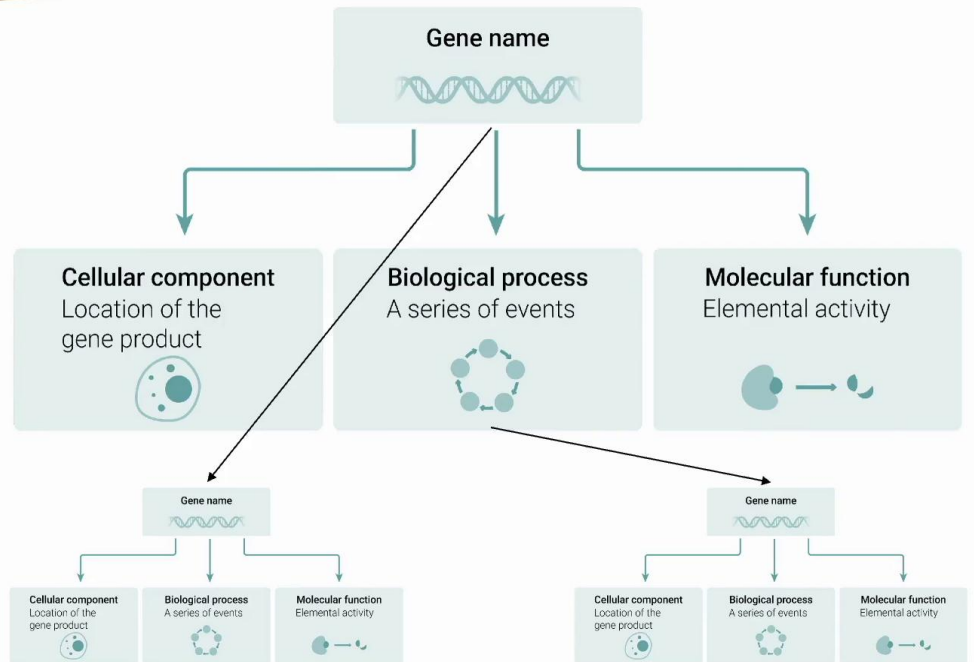 Gene name
Cellular component
Location of the
gene product
Biological process
A series of events
Molecular function
Elemental activity
Gene name
Cellular component
Location of the
gene product
Biological process
A series of events
Molecular function
Elemental activity
Gene name
Cellular component
Location of the
gene product
Biological process
A series of events
Molecular function
Elemental activity